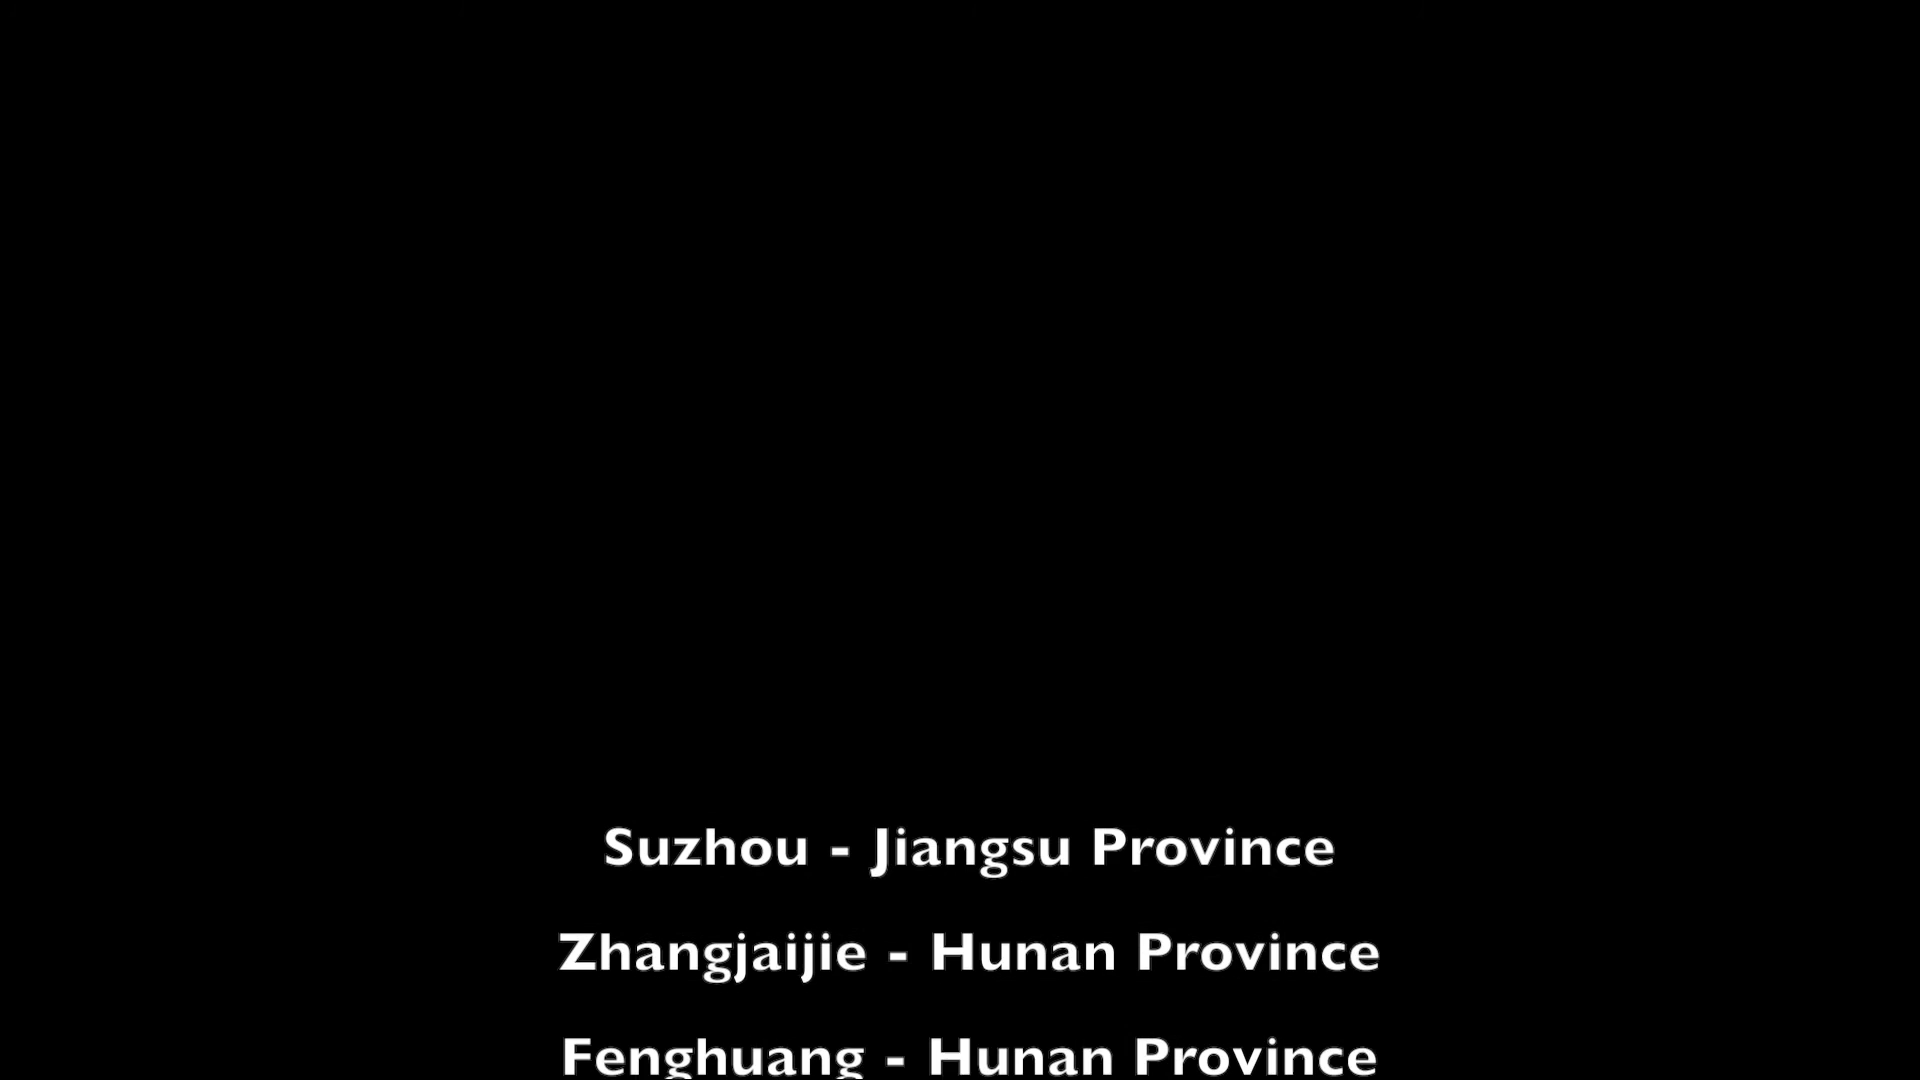 Suzhou - Jiangsu Province
Zhangjaijie - Hunan Province
Fenghuang - Hunan Province